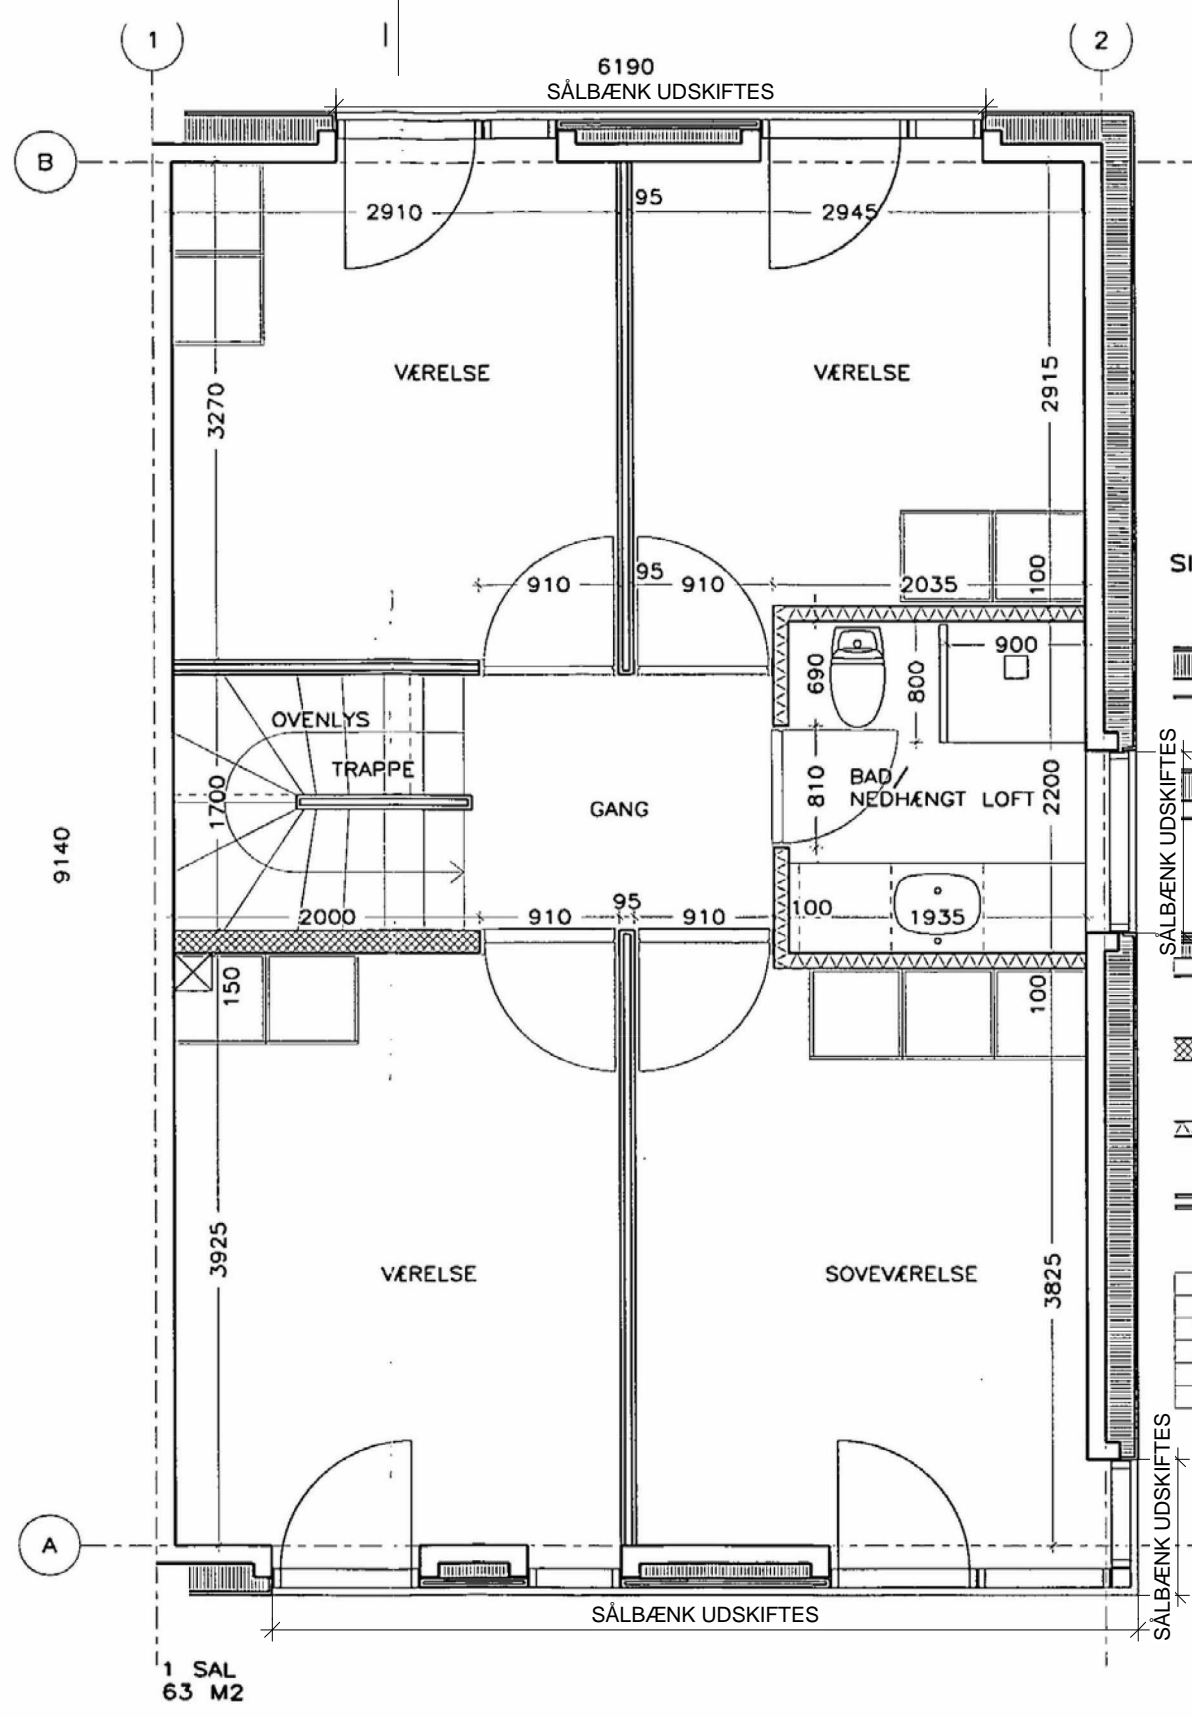 1
2
6190
SÅLBÆNK UDSKIFTES
B
2910
95
2945
VÆRELSE
VÆRELSE
3270
2915
910
95
910
2035
100
690
800
900
OVENLYS
TRAPPE
1700
GANG
810
BAD/
NEDHÆNGT LOFT
2200
SÅLBÆNK UDSKIFTES
9140
2000
910
95
910
100
1935
150
100
3925
VÆRELSE
SOVEVÆRELSE
3825
A
SÅLBÆNK UDSKIFTES
SÅLBÆNK UDSKIFTES
1 SAL
63 M2